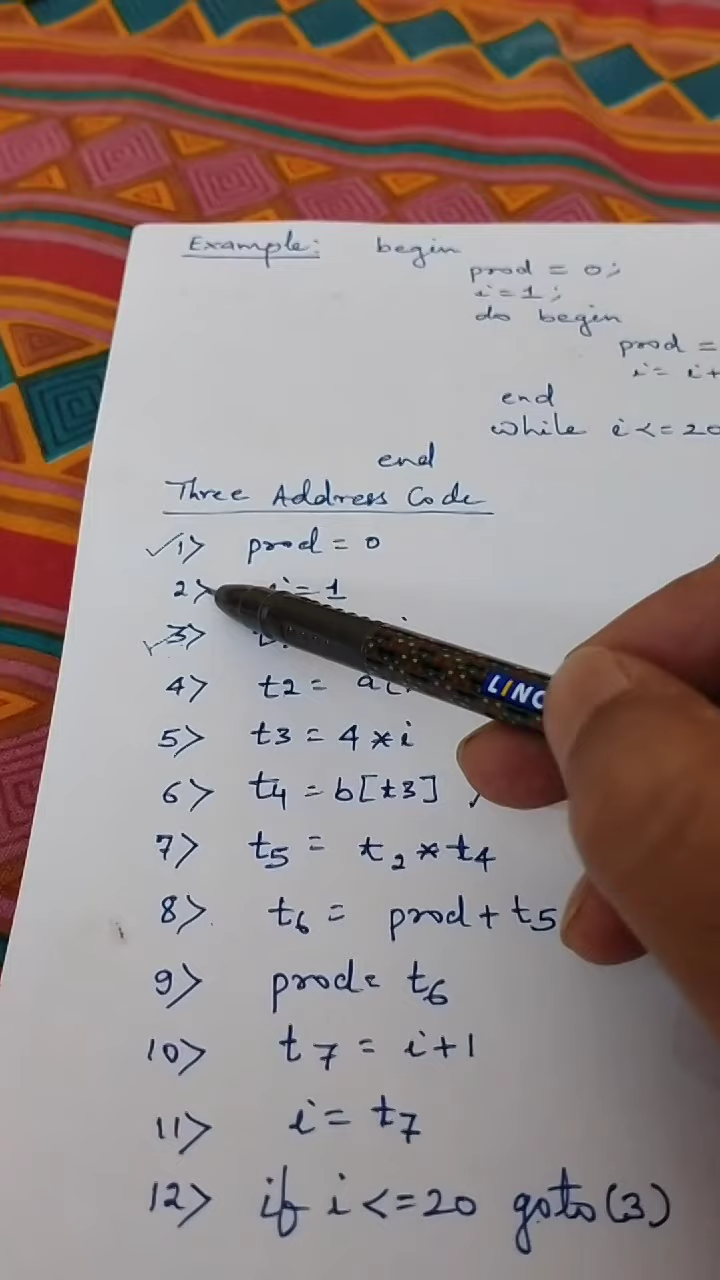 Example: begin
prod = 0;
i = 1;
do begin
prod =
i = i+
end
while i <= 20
end
Three Address Code
✓1> prod = 0
2> i = 1
✓3>
4> t2 = a[
5> t3 = 4 * i
6> t4 = b[t3] ✓
7> t5 = t2 * t4
8> t6 = prod + t5
9> prod = t6
10> t7 = i+1
11> i = t7
12> if i <= 20 goto(3)
LINC